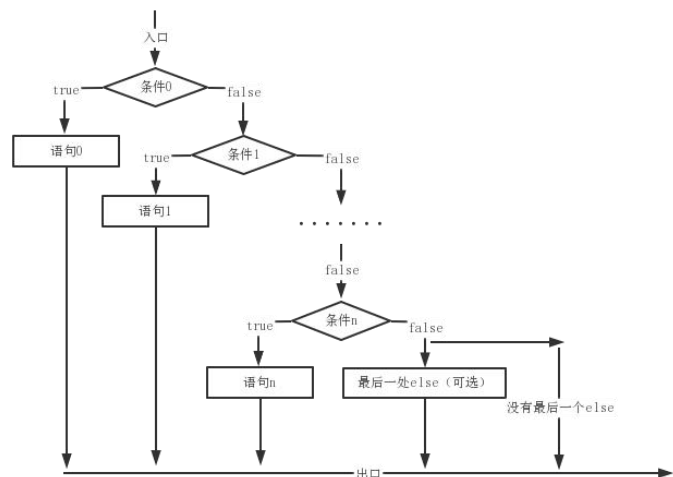 入口
条件0
true
false
语句0
条件1
true
false
语句1
.......
false
条件n
true
false
语句n
最后一处else（可选）
没有最后一个else
出口